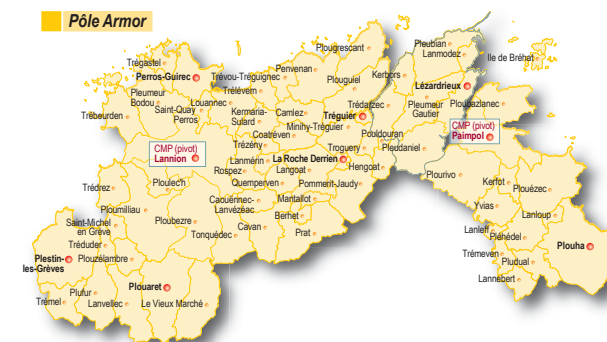 Pôle Armor
Plougrescant
Pleubian
Lanmodez
Ile de Bréhat
Trégastel
Perros-Guirec
Trévou-Tréguignec
Penvenan
Plouguiel
Kerbors
Lézardrieux
Trélévern
Pleumeur
Bodou
Louannec
Saint-Quay
Perros
Kermaria-
Sulard
Camlez
Trédarzec
Pleumeur
Gautier
Ploubazlanec
Trébeurden
Tréguier
Minihy-Tréguier
Coatréven
CMP (pivot)
Paimpol
Trézény
Pouldouran
Troguery
Pleudaniel
CMP (pivot)
Lannion
Lanmérin
La Roche Derrien
Rospez
Langoat
Hengoat
Plourivo
Trédrez
Ploulec'h
Quemperven
Pommerit-Jaudy
Kerfot
Plouézec
Ploumilliau
Caouënnec-
Lanvézéac
Mantallot
Yvias
Saint-Michel
en Grève
Ploubezre
Berhet
Lanloup
Tonquédec
Cavan
Prat
Lanleff
Pléhédel
Plouha
Tréduder
Plestin-
les-Grèves
Plouzélambre
Trémeven
Pludual
Lannebert
Plufur
Plouaret
Trémel
Lanvellec
Le Vieux Marché